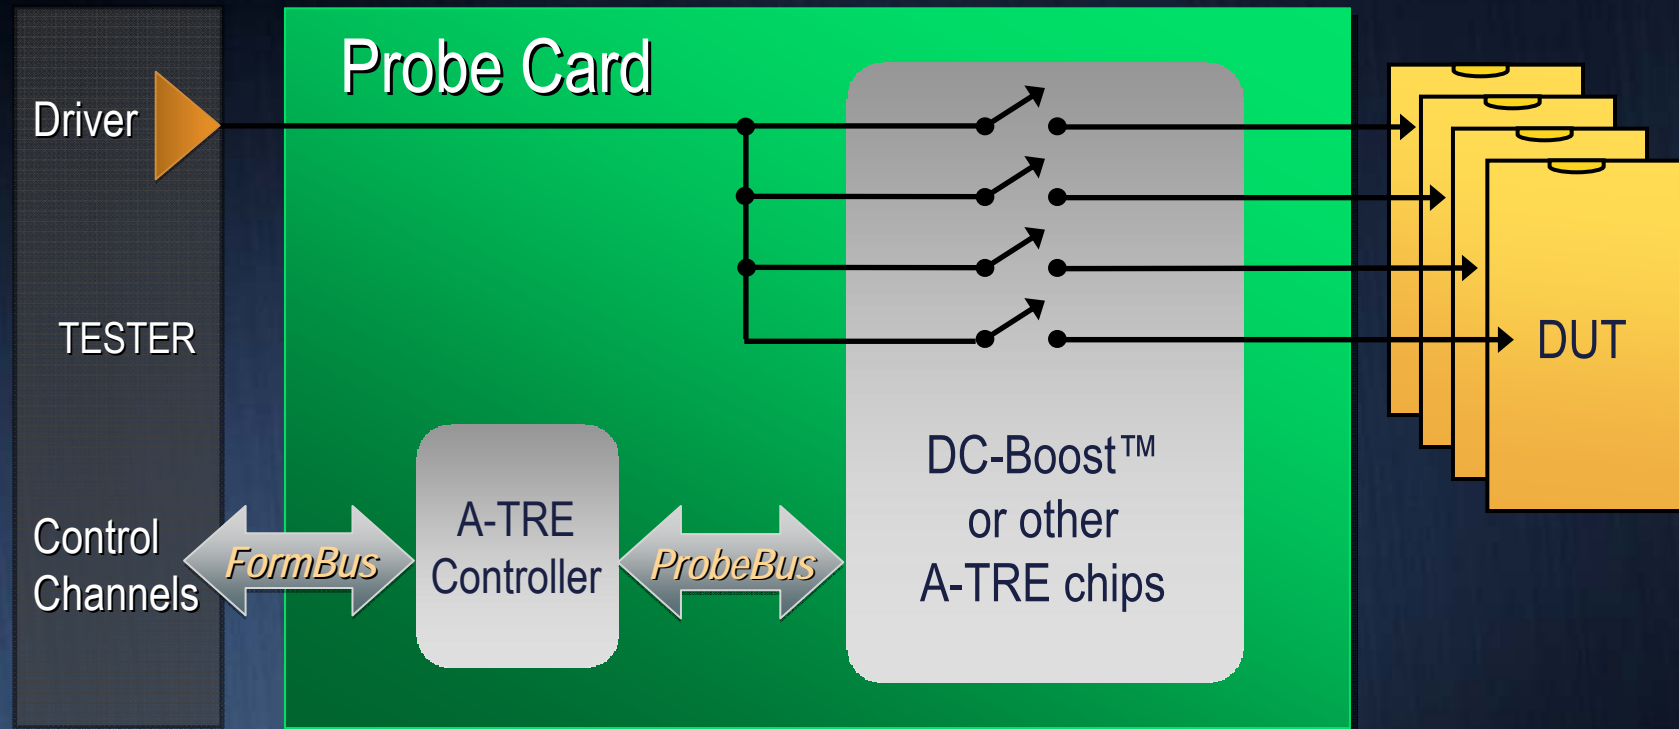 Probe Card
Driver
TESTER
DUT
Control
Channels
FormBus
A-TRE
Controller
ProbeBus
DC-Boost™
or other
A-TRE chips